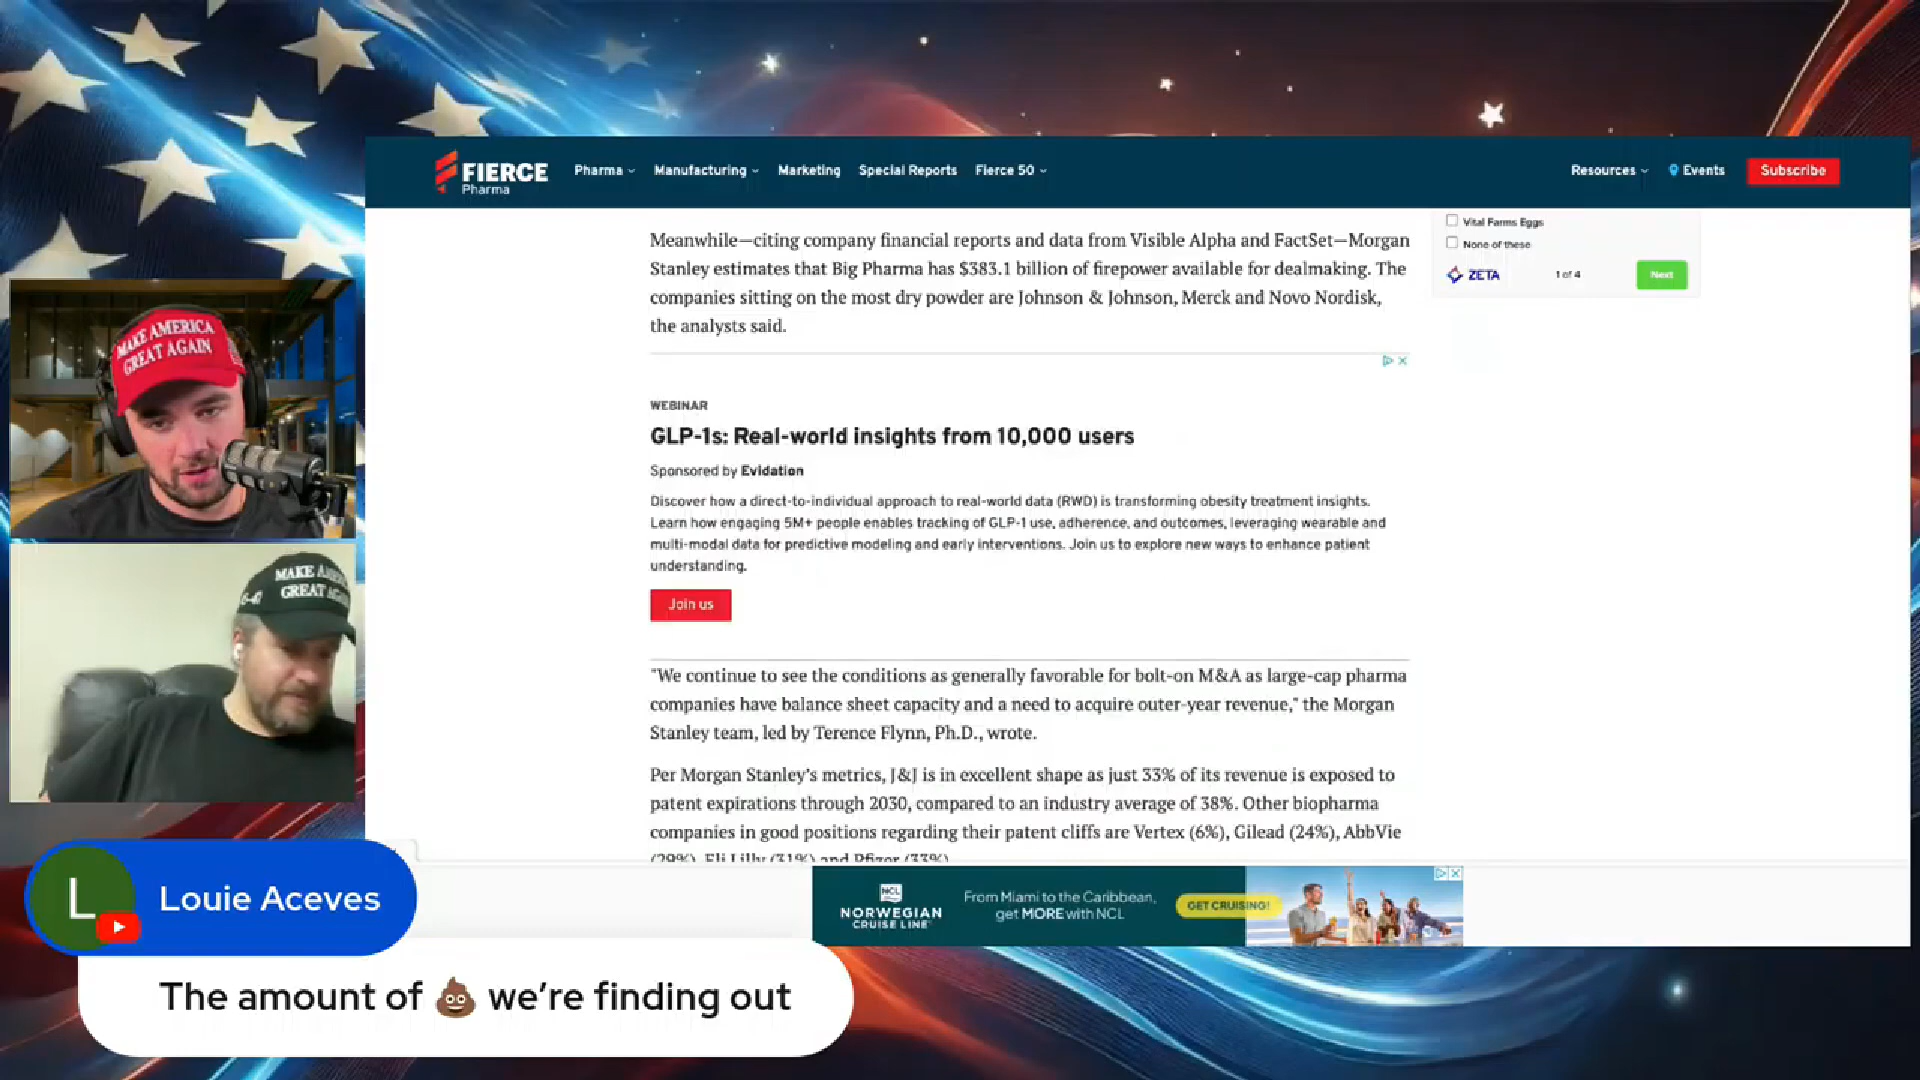 FIERCE
Pharma
Pharma
Manufacturing
Marketing
Special Reports
Fierce 50
Resources
Events
Subscribe
Vital Farms Eggs
None of these
ZETA
1 of 4
Next
Meanwhile—citing company financial reports and data from Visible Alpha and FactSet—Morgan
Stanley estimates that Big Pharma has $383.1 billion of firepower available for dealmaking. The
companies sitting on the most dry powder are Johnson & Johnson, Merck and Novo Nordisk,
the analysts said.
WEBINAR
GLP-1s: Real-world insights from 10,000 users
Sponsored by Evidation
Discover how a direct-to-individual approach to real-world data (RWD) is transforming obesity treatment insights.
Learn how engaging 5M+ people enables tracking of GLP-1 use, adherence, and outcomes, leveraging wearable and
multi-modal data for predictive modeling and early interventions. Join us to explore new ways to enhance patient
understanding.
Join us
"We continue to see the conditions as generally favorable for bolt-on M&A as large-cap pharma
companies have balance sheet capacity and a need to acquire outer-year revenue," the Morgan
Stanley team, led by Terence Flynn, Ph.D., wrote.
Per Morgan Stanley's metrics, J&J is in excellent shape as just 33% of its revenue is exposed to
patent expirations through 2030, compared to an industry average of 38%. Other biopharma
companies in good positions regarding their patent cliffs are Vertex (6%), Gilead (24%), AbbVie
(29%), Eli Lilly (31%) and Pfizer (33%).
MAKE AMERICA
GREAT AGAIN
MAKE
GREAT
NCL
NORWEGIAN
CRUISE LINE
From Miami to the Caribbean,
get MORE with NCL
GET CRUISING!
L
Louie Aceves
The amount of 💩 we're finding out